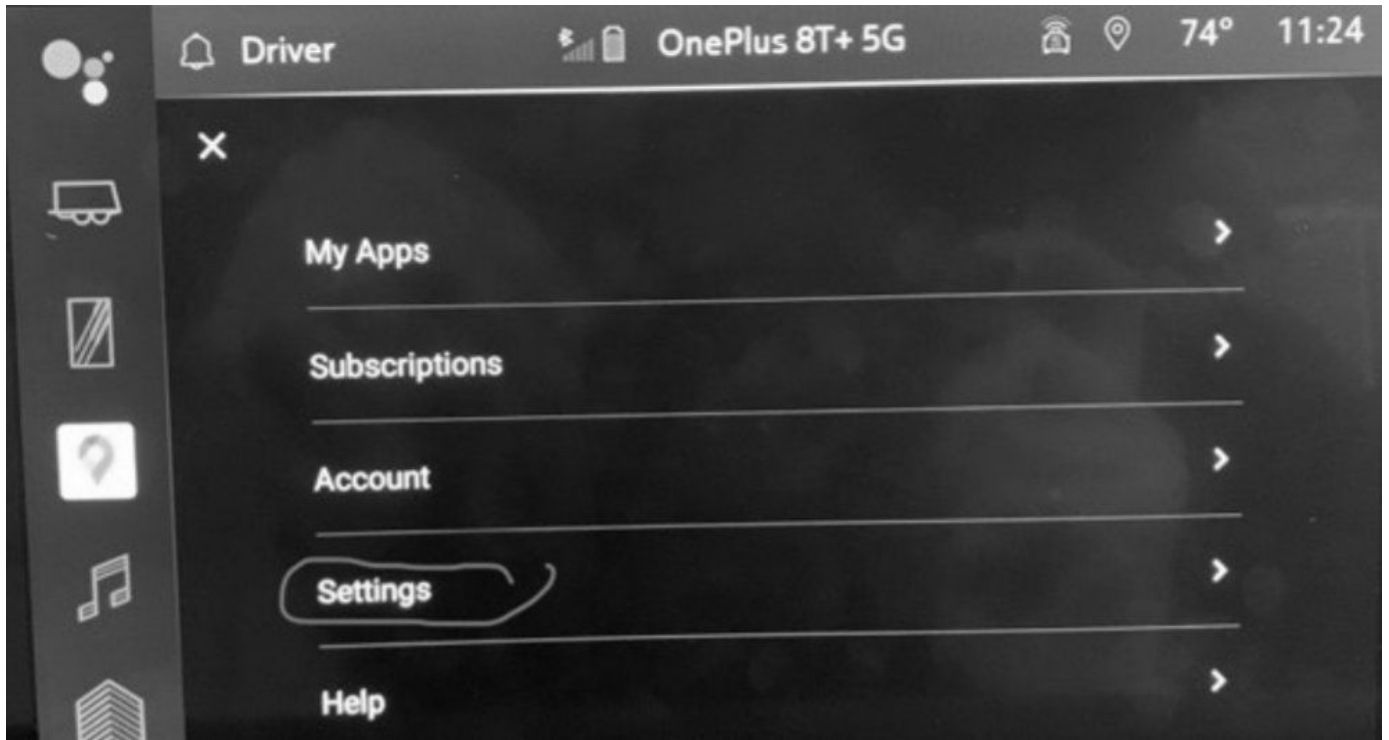 Driver OnePlus 8T+ 5G 74° 11:24
My Apps
Subscriptions
Account
Settings
Help